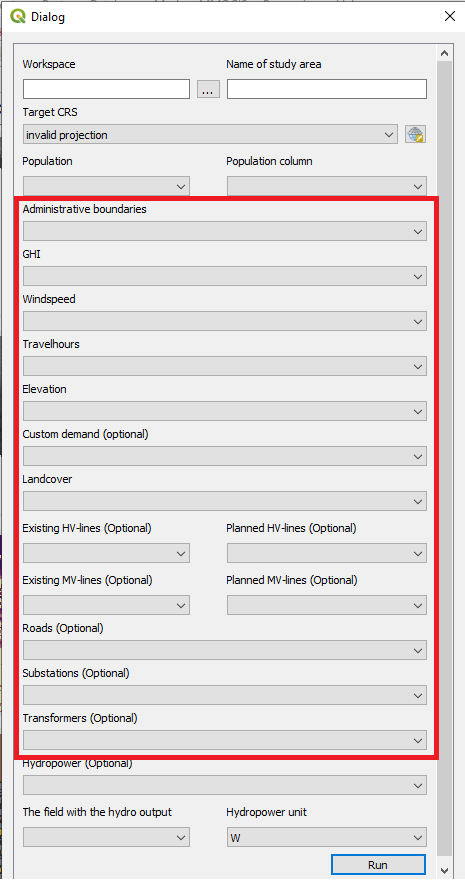 Dialog
Workspace Name of study area
...
Target CRS
invalid projection
Population Population column
Administrative boundaries
GHI
Windspeed
Travelhours
Elevation
Custom demand (optional)
Landcover
Existing HV-lines (Optional) Planned HV-lines (Optional)
Existing MV-lines (Optional) Planned MV-lines (Optional)
Roads (Optional)
Substations (Optional)
Transformers (Optional)
Hydropower (Optional)
The field with the hydro output Hydropower unit
W
Run